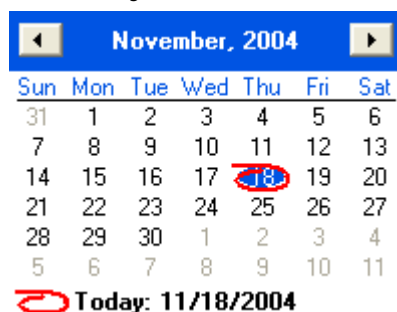 November, 2004
Sun Mon Tue Wed Thu Fri Sat
31 1 2 3 4 5 6
7 8 9 10 11 12 13
14 15 16 17 18 19 20
21 22 23 24 25 26 27
28 29 30 1 2 3 4
5 6 7 8 9 10 11
Today: 11/18/2004